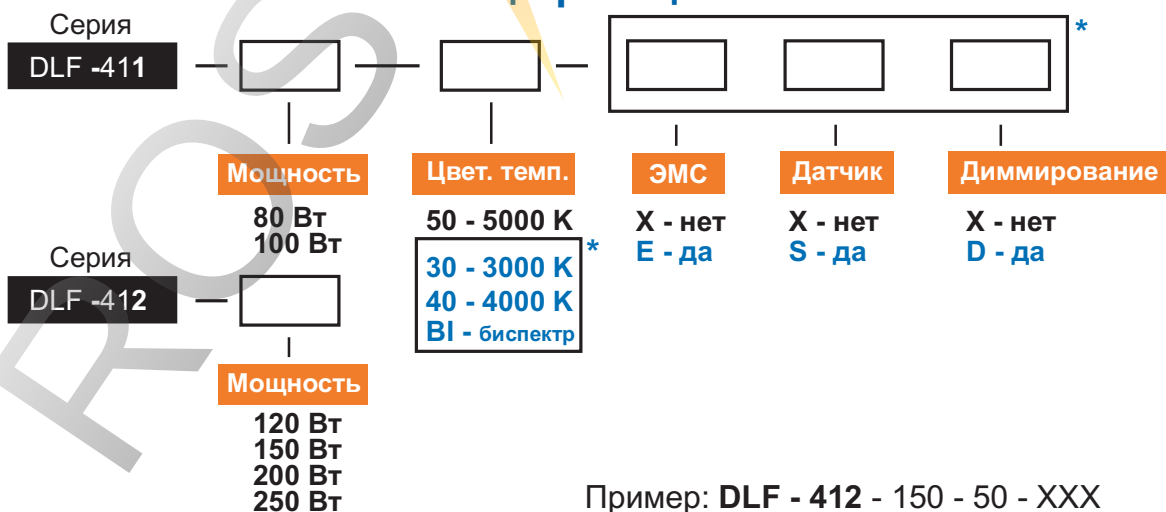 Серия
*
DLF -411
Мощность
Цвет. темп.
ЭМС
Датчик
Диммирование
80 Вт
100 Вт
50 - 5000 K
X - нет
E - да
X - нет
S - да
X - нет
D - да
*
30 - 3000 K
40 - 4000 K
BI - биспектр
Серия
DLF -412
Мощность
120 Вт
150 Вт
200 Вт
250 Вт
Пример: DLF - 412 - 150 - 50 - XXX
ROS